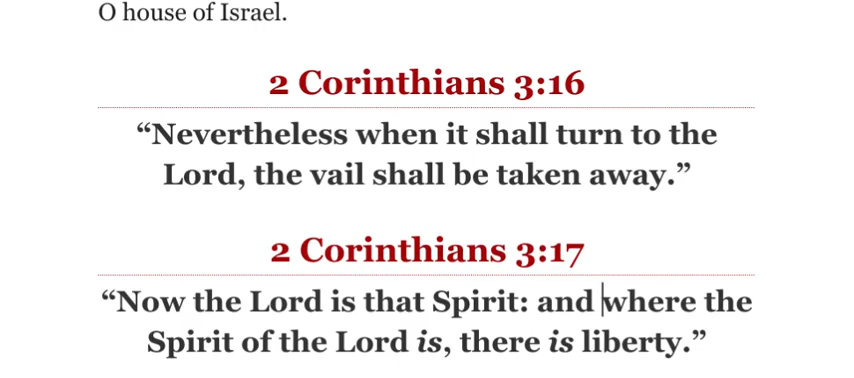 O house of Israel.
2 Corinthians 3:16
“Nevertheless when it shall turn to the
Lord, the vail shall be taken away.”
2 Corinthians 3:17
“Now the Lord is that Spirit: and where the
Spirit of the Lord is, there is liberty.”